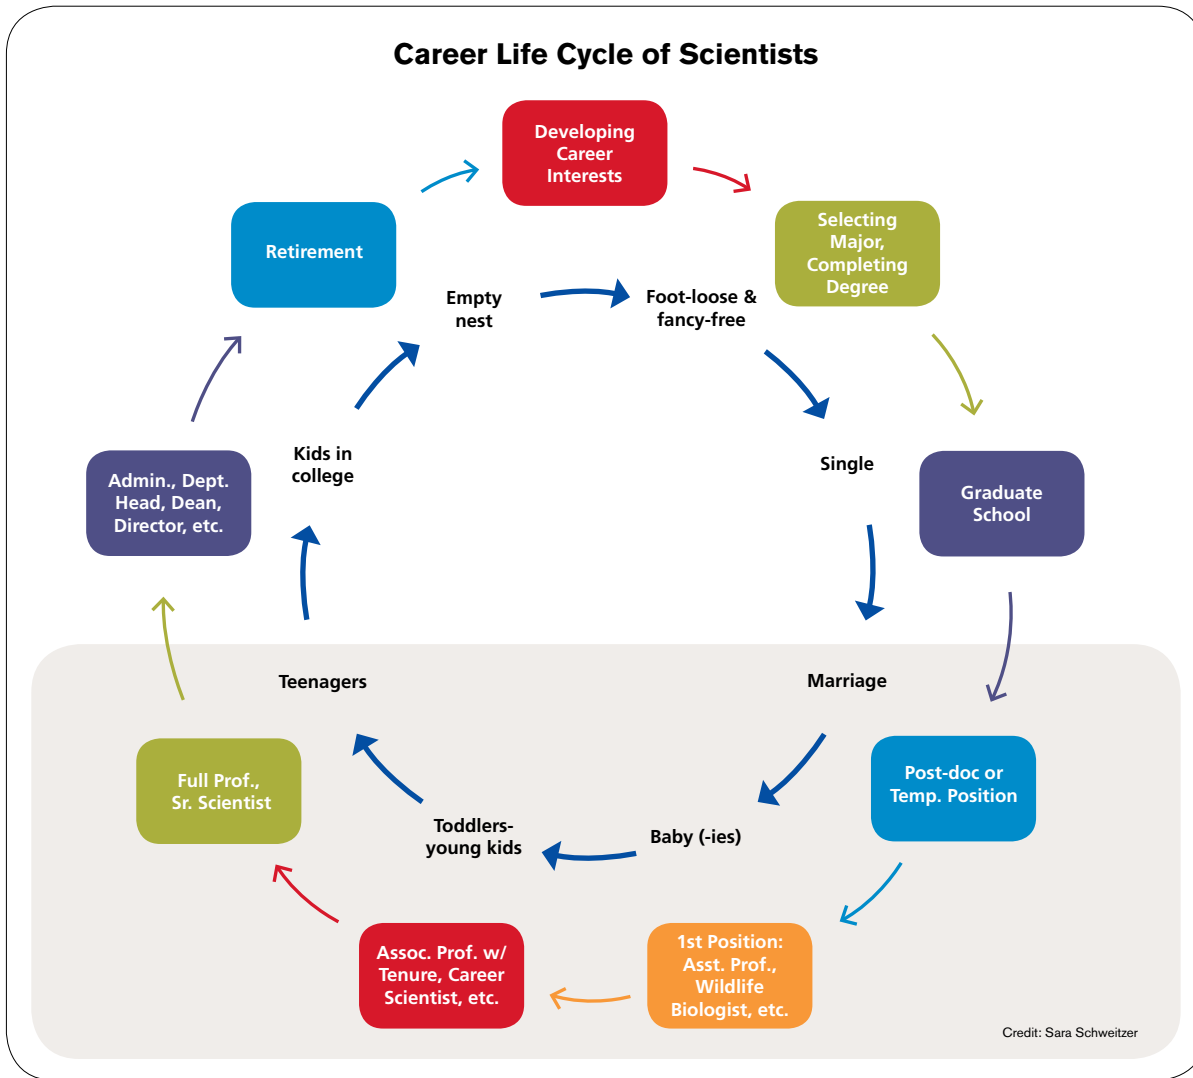 Career Life Cycle of Scientists
Developing
Career
Interests
Selecting
Major,
Completing
Degree
Graduate
School
Post-doc or
Temp. Position
1st Position:
Asst. Prof.,
Wildlife
Biologist, etc.
Assoc. Prof. w/
Tenure, Career
Scientist, etc.
Full Prof.,
Sr. Scientist
Admin., Dept.
Head, Dean,
Director, etc.
Retirement
Foot-loose &
fancy-free
Single
Marriage
Baby (-ies)
Toddlers-
young kids
Teenagers
Kids in
college
Empty
nest
Credit: Sara Schweitzer